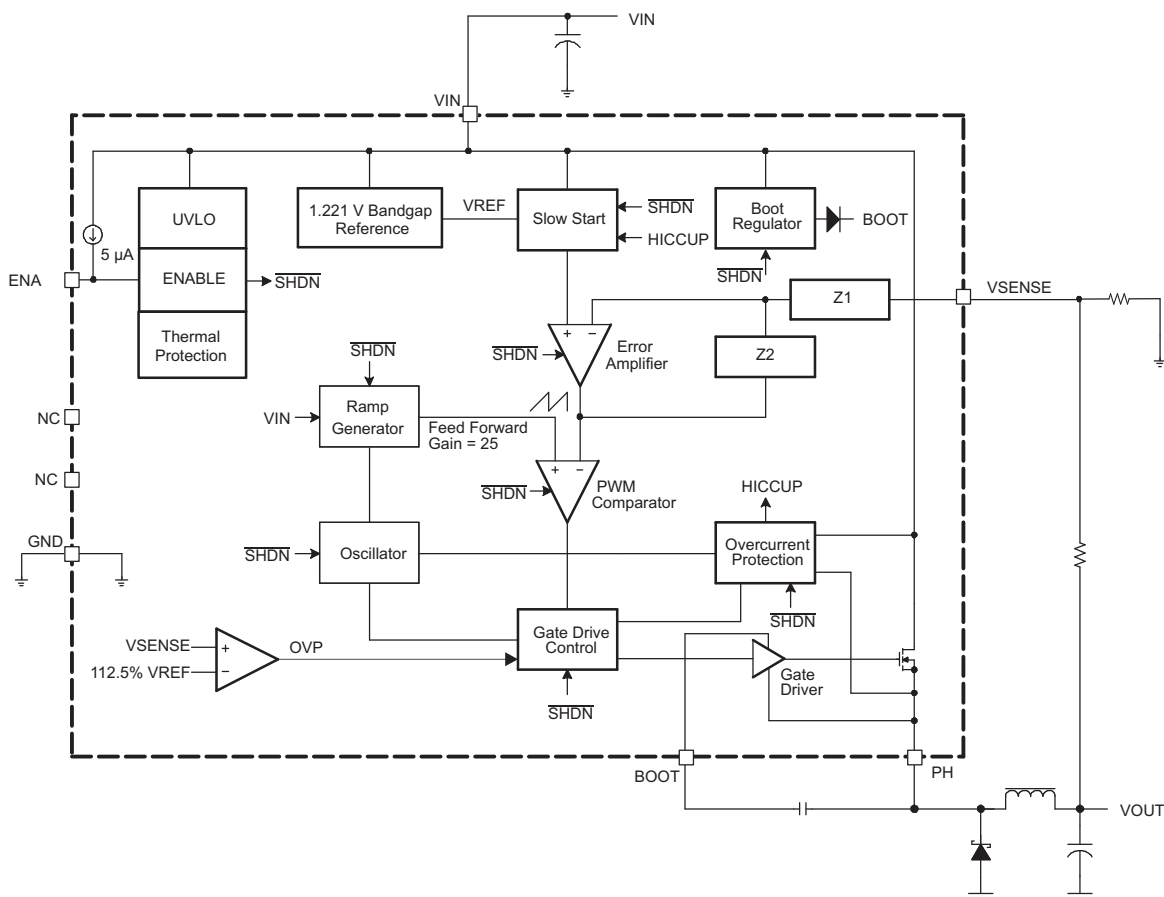 VIN
VIN
UVLO
1.221 V Bandgap
Reference
VREF
Slow Start
SHDN
HICCUP
Boot
Regulator
BOOT
SHDN
5 µA
ENA
ENABLE
SHDN
Thermal
Protection
Z1
VSENSE
Z2
SHDN
Error
Amplifier
SHDN
VIN
Ramp
Generator
Feed Forward
Gain = 25
NC
NC
SHDN
PWM
Comparator
HICCUP
GND
SHDN
Oscillator
Overcurrent
Protection
SHDN
Gate Drive
Control
VSENSE
112.5% VREF
OVP
SHDN
Gate
Driver
BOOT
PH
VOUT
+
−
+
−
+
−